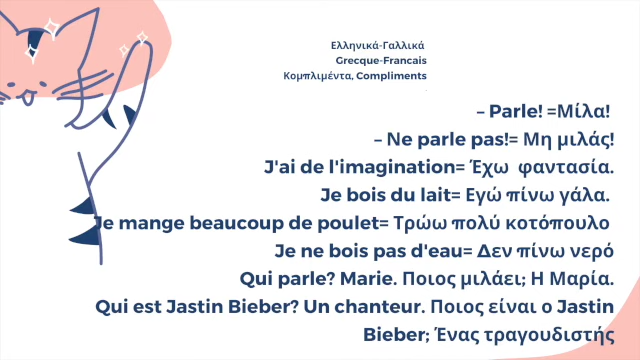 Ελληνικά-Γαλλικά
Grecque-Francais
Κομπλιμέντα, Compliments
– Parle! =Μίλα!
– Ne parle pas!= Μη μιλάς!
J'ai de l'imagination= Έχω φαντασία.
Je bois du lait= Εγώ πίνω γάλα.
Je mange beaucoup de poulet= Τρώω πολύ κοτόπουλο
Je ne bois pas d'eau= Δεν πίνω νερό
Qui parle? Marie. Ποιος μιλάει; Η Μαρία.
Qui est Jastin Bieber? Un chanteur. Ποιος είναι ο Jastin
Bieber; Ένας τραγουδιστής